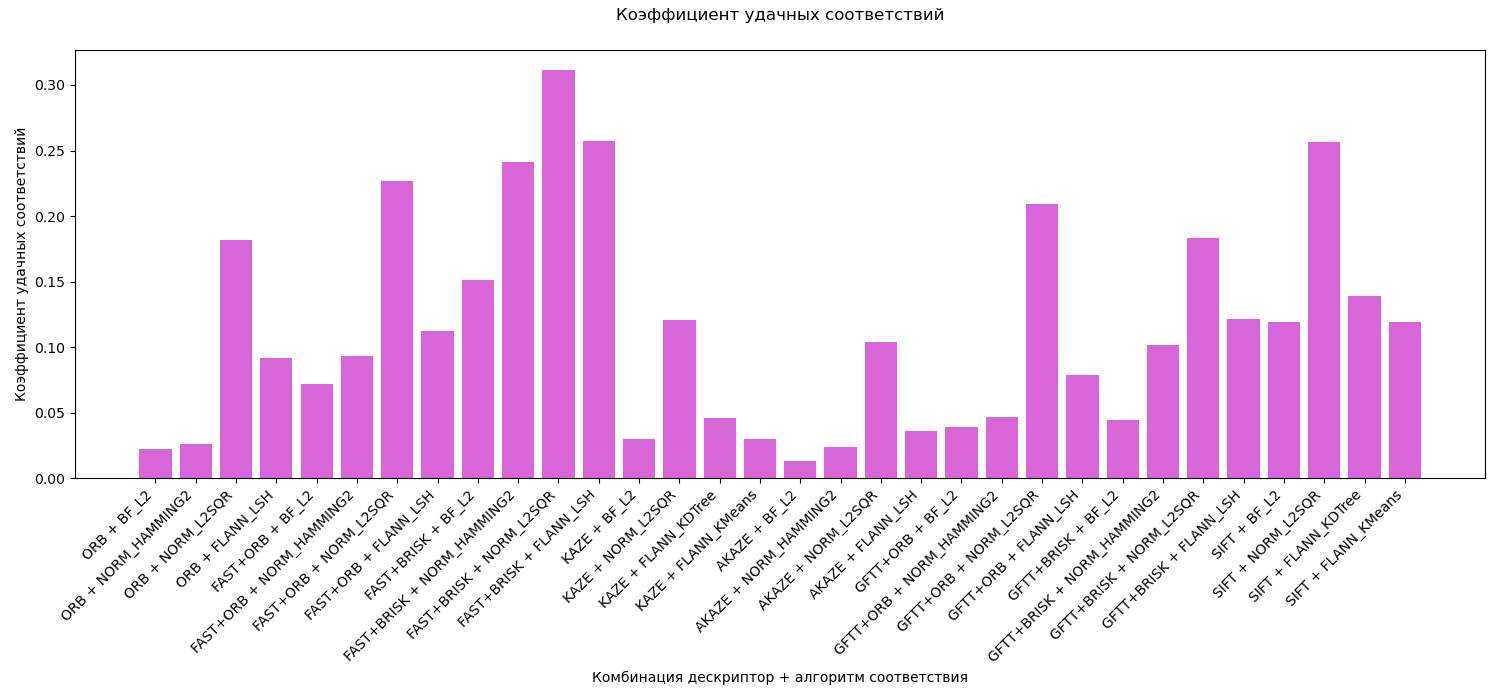 Коэффициент удачных соответствий
Коэффициент удачных соответствий
0.30
0.25
0.20
0.15
0.10
0.05
0.00
ORB + BF_L2
ORB + NORM_HAMMING2
ORB + NORM_L2SQR
ORB + FLANN_LSH
FAST+ORB + BF_L2
FAST+ORB + NORM_HAMMING2
FAST+ORB + NORM_L2SQR
FAST+ORB + FLANN_LSH
FAST+BRISK + BF_L2
FAST+BRISK + NORM_HAMMING2
FAST+BRISK + NORM_L2SQR
FAST+BRISK + FLANN_LSH
KAZE + BF_L2
KAZE + NORM_L2SQR
KAZE + FLANN_KDTree
KAZE + FLANN_KMeans
AKAZE + BF_L2
AKAZE + NORM_HAMMING2
AKAZE + NORM_L2SQR
AKAZE + FLANN_LSH
GFTT+ORB + BF_L2
GFTT+ORB + NORM_HAMMING2
GFTT+ORB + NORM_L2SQR
GFTT+ORB + FLANN_LSH
GFTT+BRISK + BF_L2
GFTT+BRISK + NORM_HAMMING2
GFTT+BRISK + NORM_L2SQR
GFTT+BRISK + FLANN_LSH
SIFT + BF_L2
SIFT + NORM_L2SQR
SIFT + FLANN_KDTree
SIFT + FLANN_KMeans
Комбинация дескриптор + алгоритм соответствия